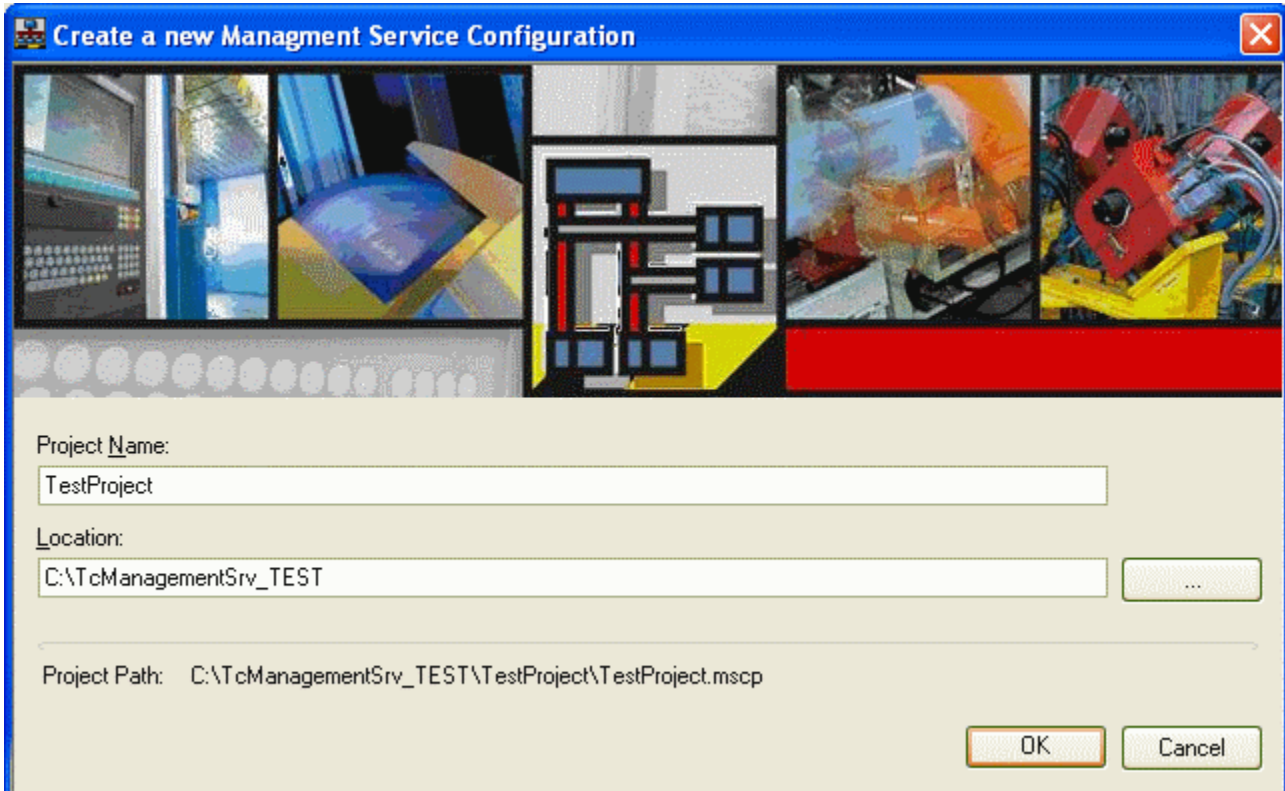 Create a new Managment Service Configuration
Project Name:
TestProject
Location:
C:\TcManagementSrv_TEST
...
Project Path: C:\TcManagementSrv_TEST\TestProject\TestProject.mscp
OK Cancel